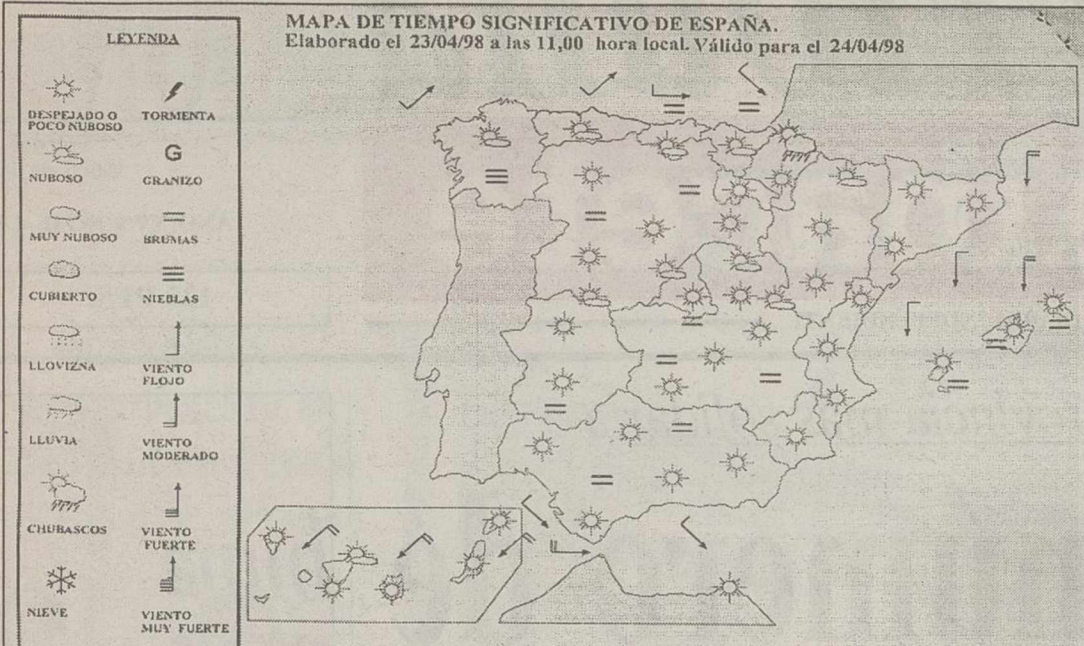 MAPA DE TIEMPO SIGNIFICATIVO DE ESPAÑA.
Elaborado el 23/04/98 a las 11,00 hora local. Válido para el 24/04/98
LEYENDA
DESPEJADO O
POCO NUBOSO
TORMENTA
G
NUBOSO
GRANIZO
MUY NUBOSO
BRUMAS
CUBIERTO
NIEBLAS
LLOVIZNA
VIENTO
FLOJO
LLUVIA
VIENTO
MODERADO
CHUBASCOS
VIENTO
FUERTE
NIEVE
VIENTO
MUY FUERTE